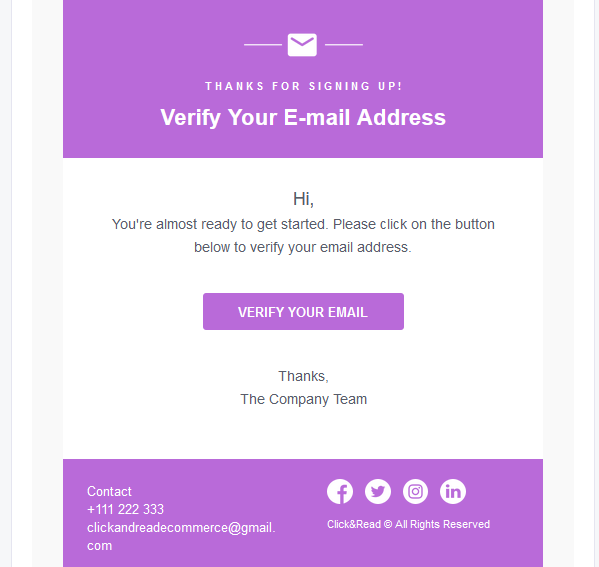 THANKS FOR SIGNING UP!
Verify Your E-mail Address
Hi,
You're almost ready to get started. Please click on the button
below to verify your email address.
VERIFY YOUR EMAIL
Thanks,
The Company Team
Contact
+111 222 333
clickandreadecommerce@gmail.
com
Click&Read © All Rights Reserved